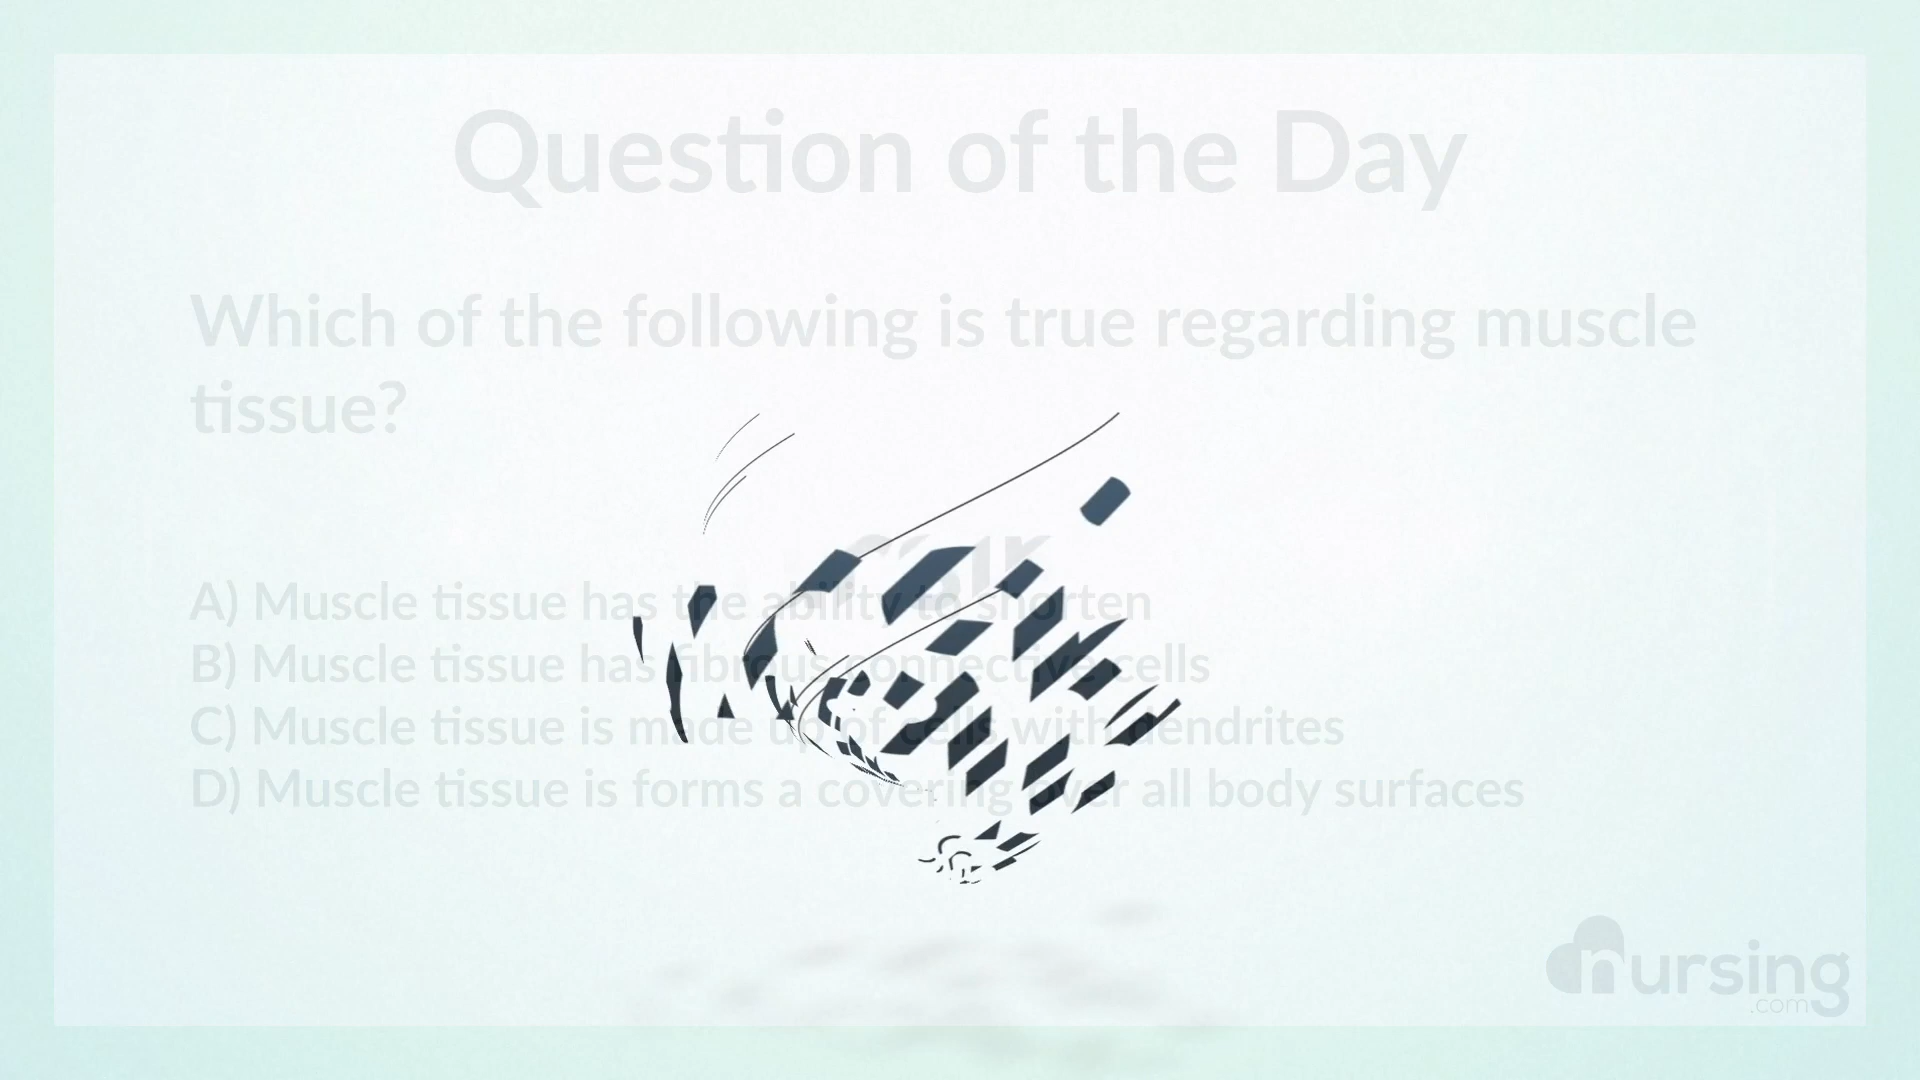 Question of the Day
Which of the following is true regarding muscle
tissue?
A) Muscle tissue has the ability to shorten
B) Muscle tissue has fibrous connective cells
C) Muscle tissue is made up of cells with dendrites
D) Muscle tissue is forms a covering over all body surfaces
nursing
.com